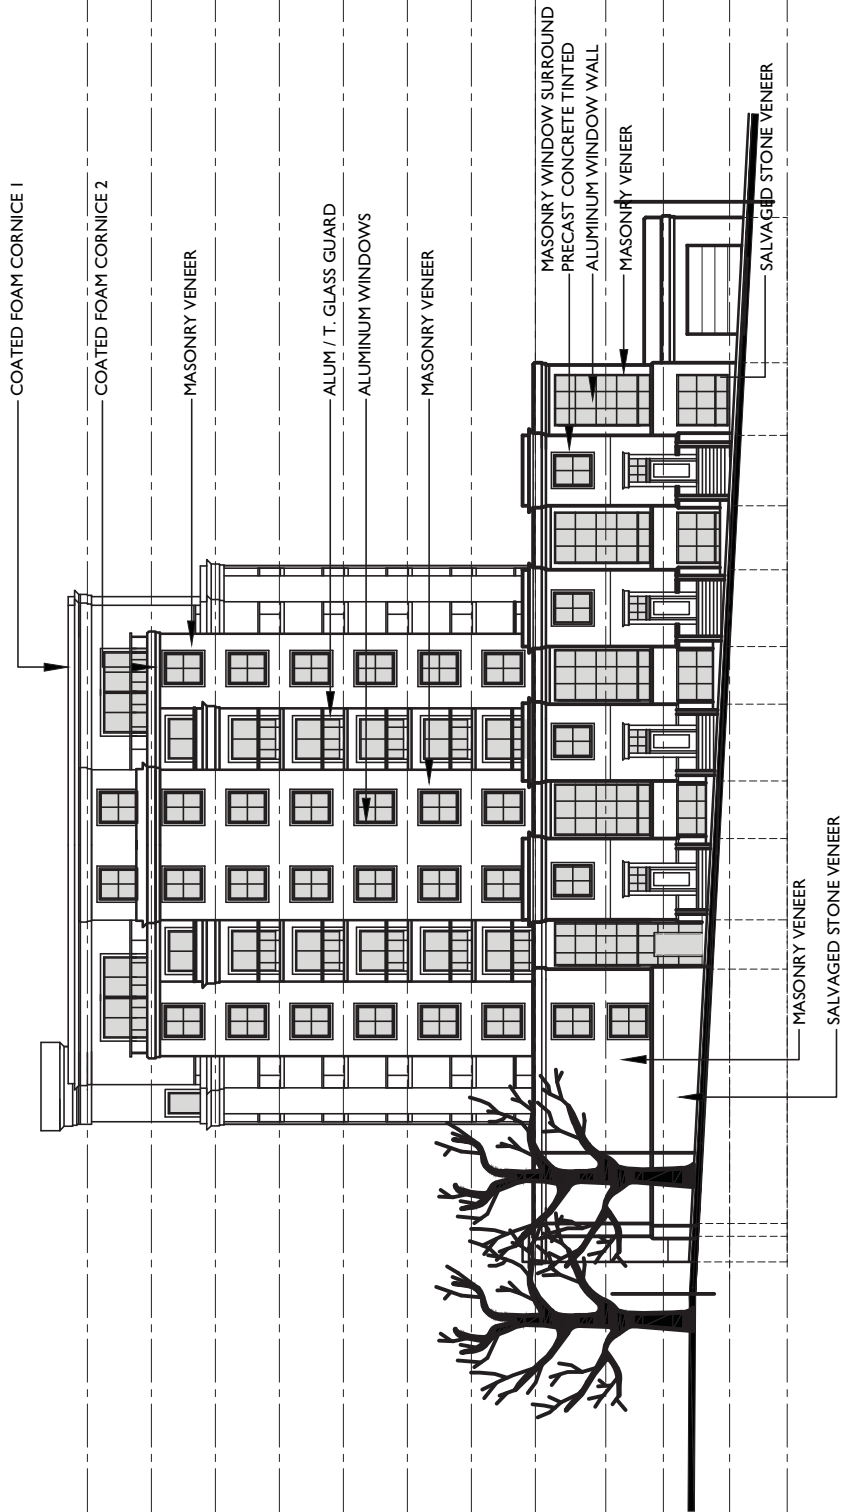 COATED FOAM CORNICE 1
COATED FOAM CORNICE 2
MASONRY VENEER
ALUM / T. GLASS GUARD
ALUMINUM WINDOWS
MASONRY VENEER
MASONRY WINDOW SURROUND
PRECAST CONCRETE TINTED
ALUMINUM WINDOW WALL
MASONRY VENEER
SALVAGED STONE VENEER
MASONRY VENEER
SALVAGED STONE VENEER